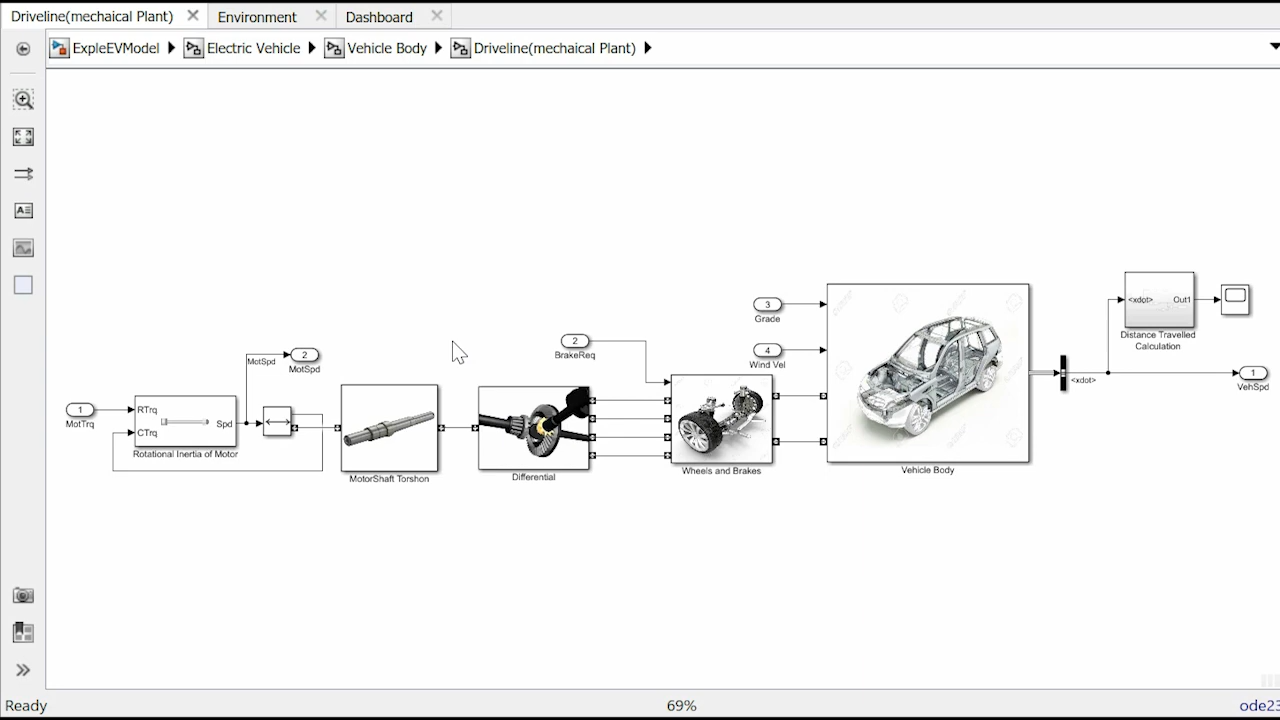 Driveline(mechaical Plant)
Environment
Dashboard
ExpleEVModel
Electric Vehicle
Vehicle Body
Driveline(mechaical Plant)
<xdot>
Out1
Distance Travelled
Calculation
3
Grade
4
Wind Vel
2
BrakeReq
MotSpd
2
MotSpd
<xdot>
1
VehSpd
1
MotTrq
RTrq
CTrq
Spd
Rotational Inertia of Motor
MotorShaft Torshon
Differential
Wheels and Brakes
Vehicle Body
Ready
69%
ode23